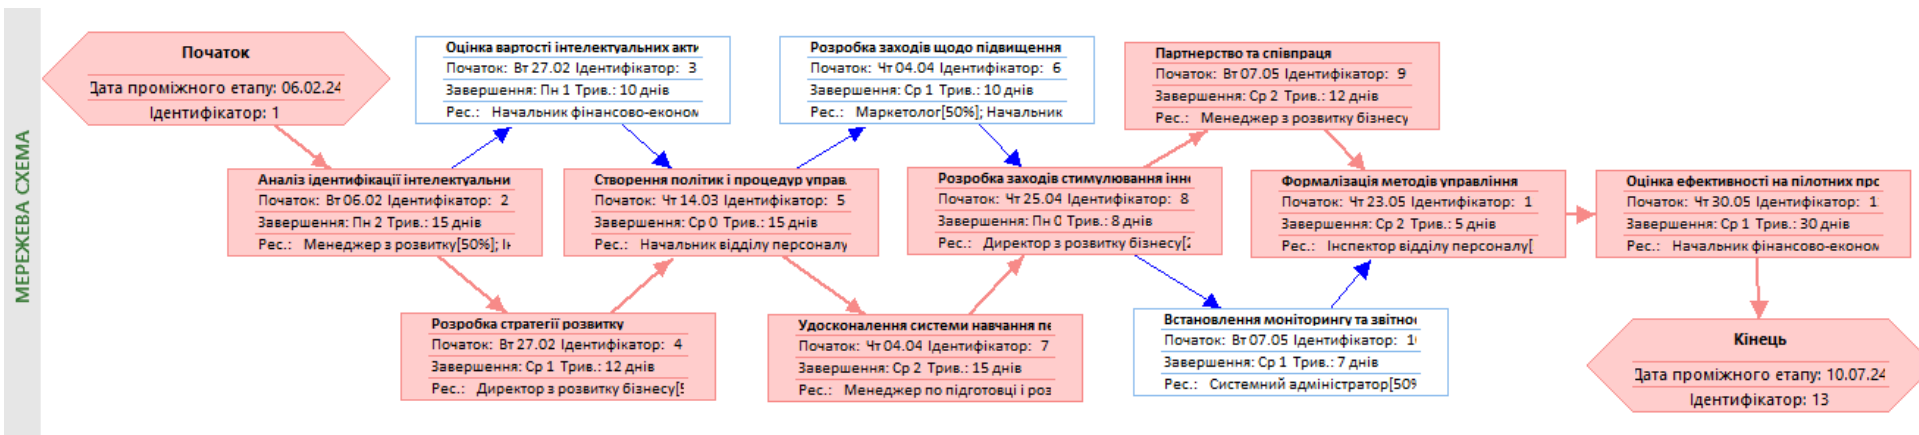 МЕРЕЖЕВА СХЕМА
Початок
Дата проміжного етапу: 06.02.24
Ідентифікатор: 1
Оцінка вартості інтелектуальних акти
Початок: Вт 27.02 Ідентифікатор: 3
Завершення: Пн 1 Трив.: 10 днів
Рес.: Начальник фінансово-економ
Розробка заходів щодо підвищення
Початок: Чт 04.04 Ідентифікатор: 6
Завершення: Ср 1 Трив.: 10 днів
Рес.: Маркетолог[50%]; Начальник
Партнерство та співпраця
Початок: Вт 07.05 Ідентифікатор: 9
Завершення: Ср 2 Трив.: 12 днів
Рес.: Менеджер з розвитку бізнесу
Аналіз ідентифікації інтелектуальни
Початок: Вт 06.02 Ідентифікатор: 2
Завершення: Пн 2 Трив.: 15 днів
Рес.: Менеджер з розвитку[50%]; Ін
Створення політик і процедур управ.
Початок: Чт 14.03 Ідентифікатор: 5
Завершення: Ср 0 Трив.: 15 днів
Рес.: Начальник відділу персоналу
Розробка заходів стимулювання інн
Початок: Чт 25.04 Ідентифікатор: 8
Завершення: Пн 0 Трив.: 8 днів
Рес.: Директор з розвитку бізнесу[
Формалізація методів управління
Початок: Чт 23.05 Ідентифікатор: 1
Завершення: Ср 2 Трив.: 5 днів
Рес.: Інспектор відділу персоналу[
Оцінка ефективності на пілотних прс
Початок: Чт 30.05 Ідентифікатор: 1
Завершення: Ср 1 Трив.: 30 днів
Рес.: Начальник фінансово-економ
Розробка стратегії розвитку
Початок: Вт 27.02 Ідентифікатор: 4
Завершення: Ср 1 Трив.: 12 днів
Рес.: Директор з розвитку бізнесу[
Удосконалення системи навчання пе
Початок: Чт 04.04 Ідентифікатор: 7
Завершення: Ср 2 Трив.: 15 днів
Рес.: Менеджер по підготовці і роз
Встановлення моніторингу та звітнос
Початок: Вт 07.05 Ідентифікатор: 1
Завершення: Ср 1 Трив.: 7 днів
Рес.: Системний адміністратор[50%
Кінець
Дата проміжного етапу: 10.07.24
Ідентифікатор: 13